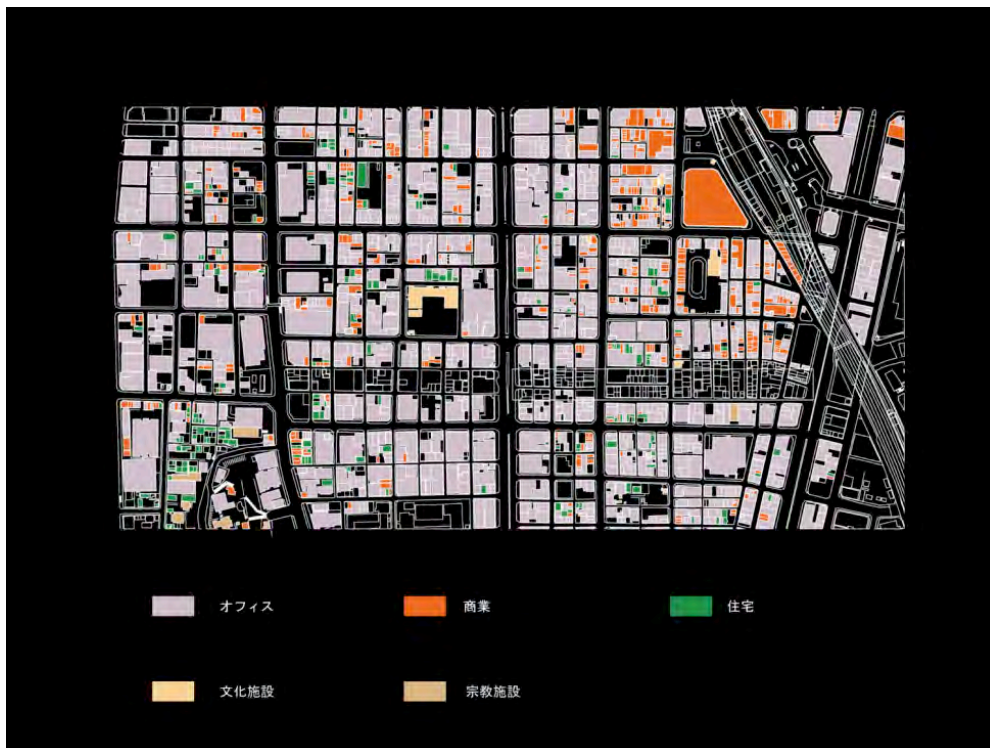 オフィス
商業
住宅
文化施設
宗教施設